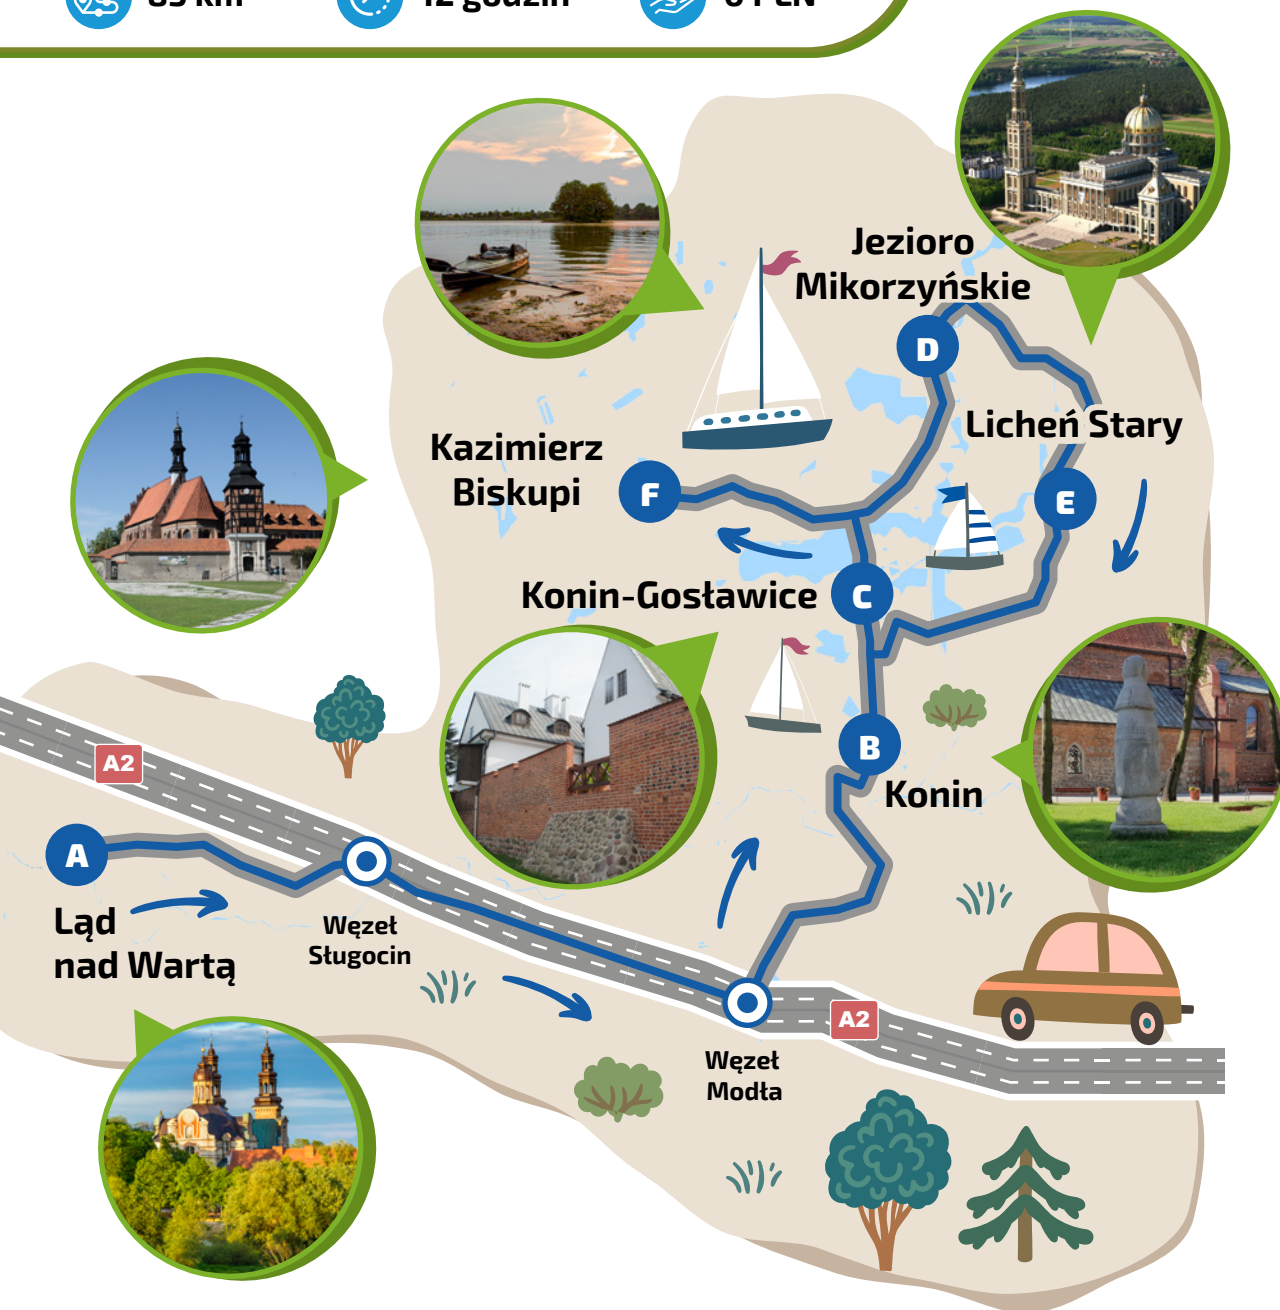 Jezioro
Mikorzyńskie
D
Licheń Stary
Kazimierz
Biskupi
F
E
Konin-Gosławice
C
B
Konin
A2
A
Ląd
nad Wartą
Węzeł
Sługocin
A2
Węzeł
Modła